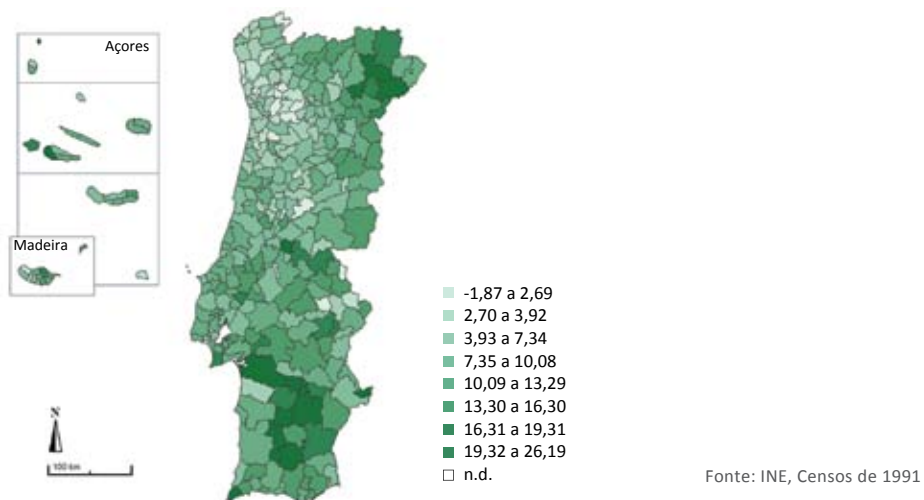 Açores
Madeira
N
100 km
-1,87 a 2,69
2,70 a 3,92
3,93 a 7,34
7,35 a 10,08
10,09 a 13,29
13,30 a 16,30
16,31 a 19,31
19,32 a 26,19
n.d.
Fonte: INE, Censos de 1991